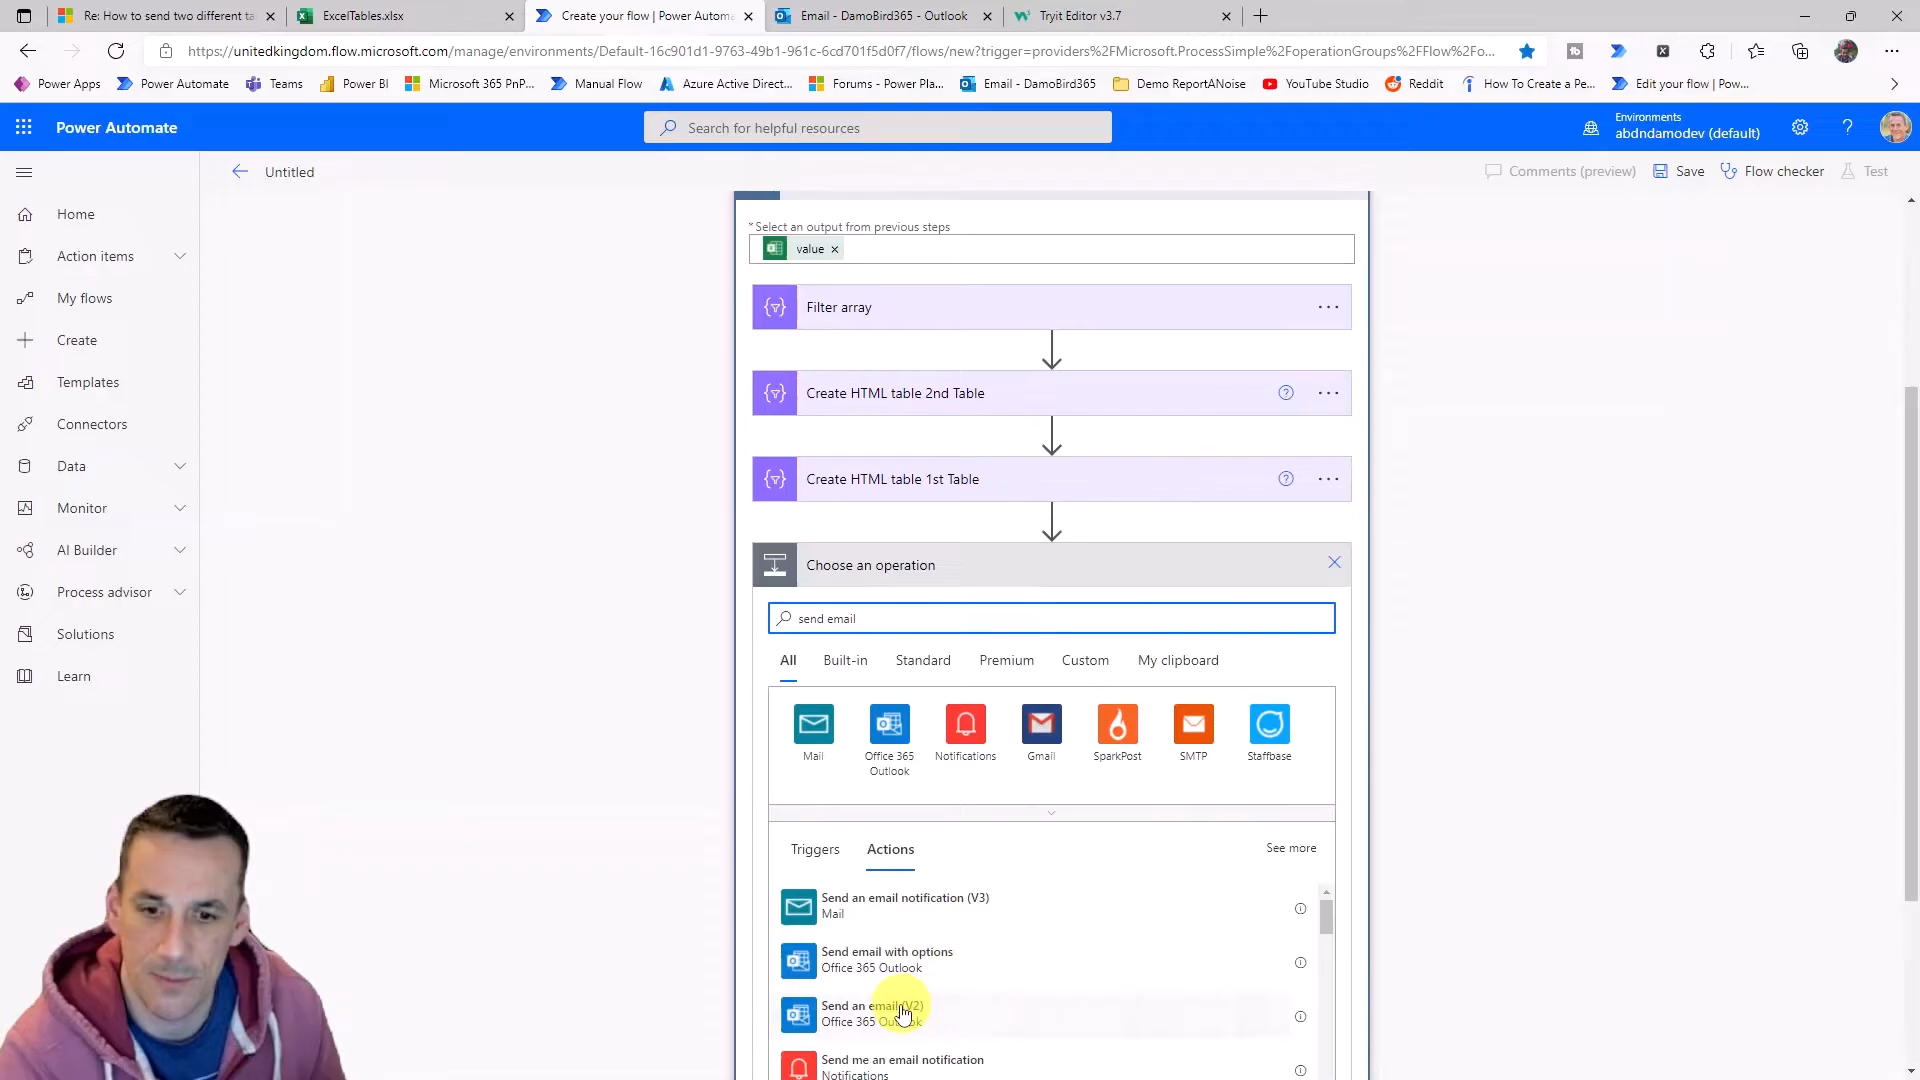 Re: How to send two different ta
ExcelTables.xlsx
Create your flow | Power Automa
Email - DamoBird365 - Outlook
Tryit Editor v3.7
https://unitedkingdom.flow.microsoft.com/manage/environments/Default-16c901d1-9763-49b1-961c-6cd701f5d0f7/flows/new?trigger=providers%2FMicrosoft.ProcessSimple%2FoperationGroups%2FFlow%2Fo...
Power Apps
Power Automate
Teams
Power BI
Microsoft 365 PnP...
Manual Flow
Azure Active Direct...
Forums - Power Pla...
Email - DamoBird365
Demo ReportANoise
YouTube Studio
Reddit
How To Create a Pe...
Edit your flow | Pow...
Power Automate
Search for helpful resources
Environments
abdndamodev (default)
Untitled
Comments (preview)
Save
Flow checker
Test
Home
Action items
My flows
Create
Templates
Connectors
Data
Monitor
AI Builder
Process advisor
Solutions
Learn
* Select an output from previous steps
value
Filter array
Create HTML table 2nd Table
Create HTML table 1st Table
Choose an operation
send email
All
Built-in
Standard
Premium
Custom
My clipboard
Mail
Office 365
Outlook
Notifications
Gmail
SparkPost
SMTP
Staffbase
Triggers
Actions
See more
Send an email notification (V3)
Mail
Send email with options
Office 365 Outlook
Send an email (V2)
Office 365 Outlook
Send me an email notification
Notifications